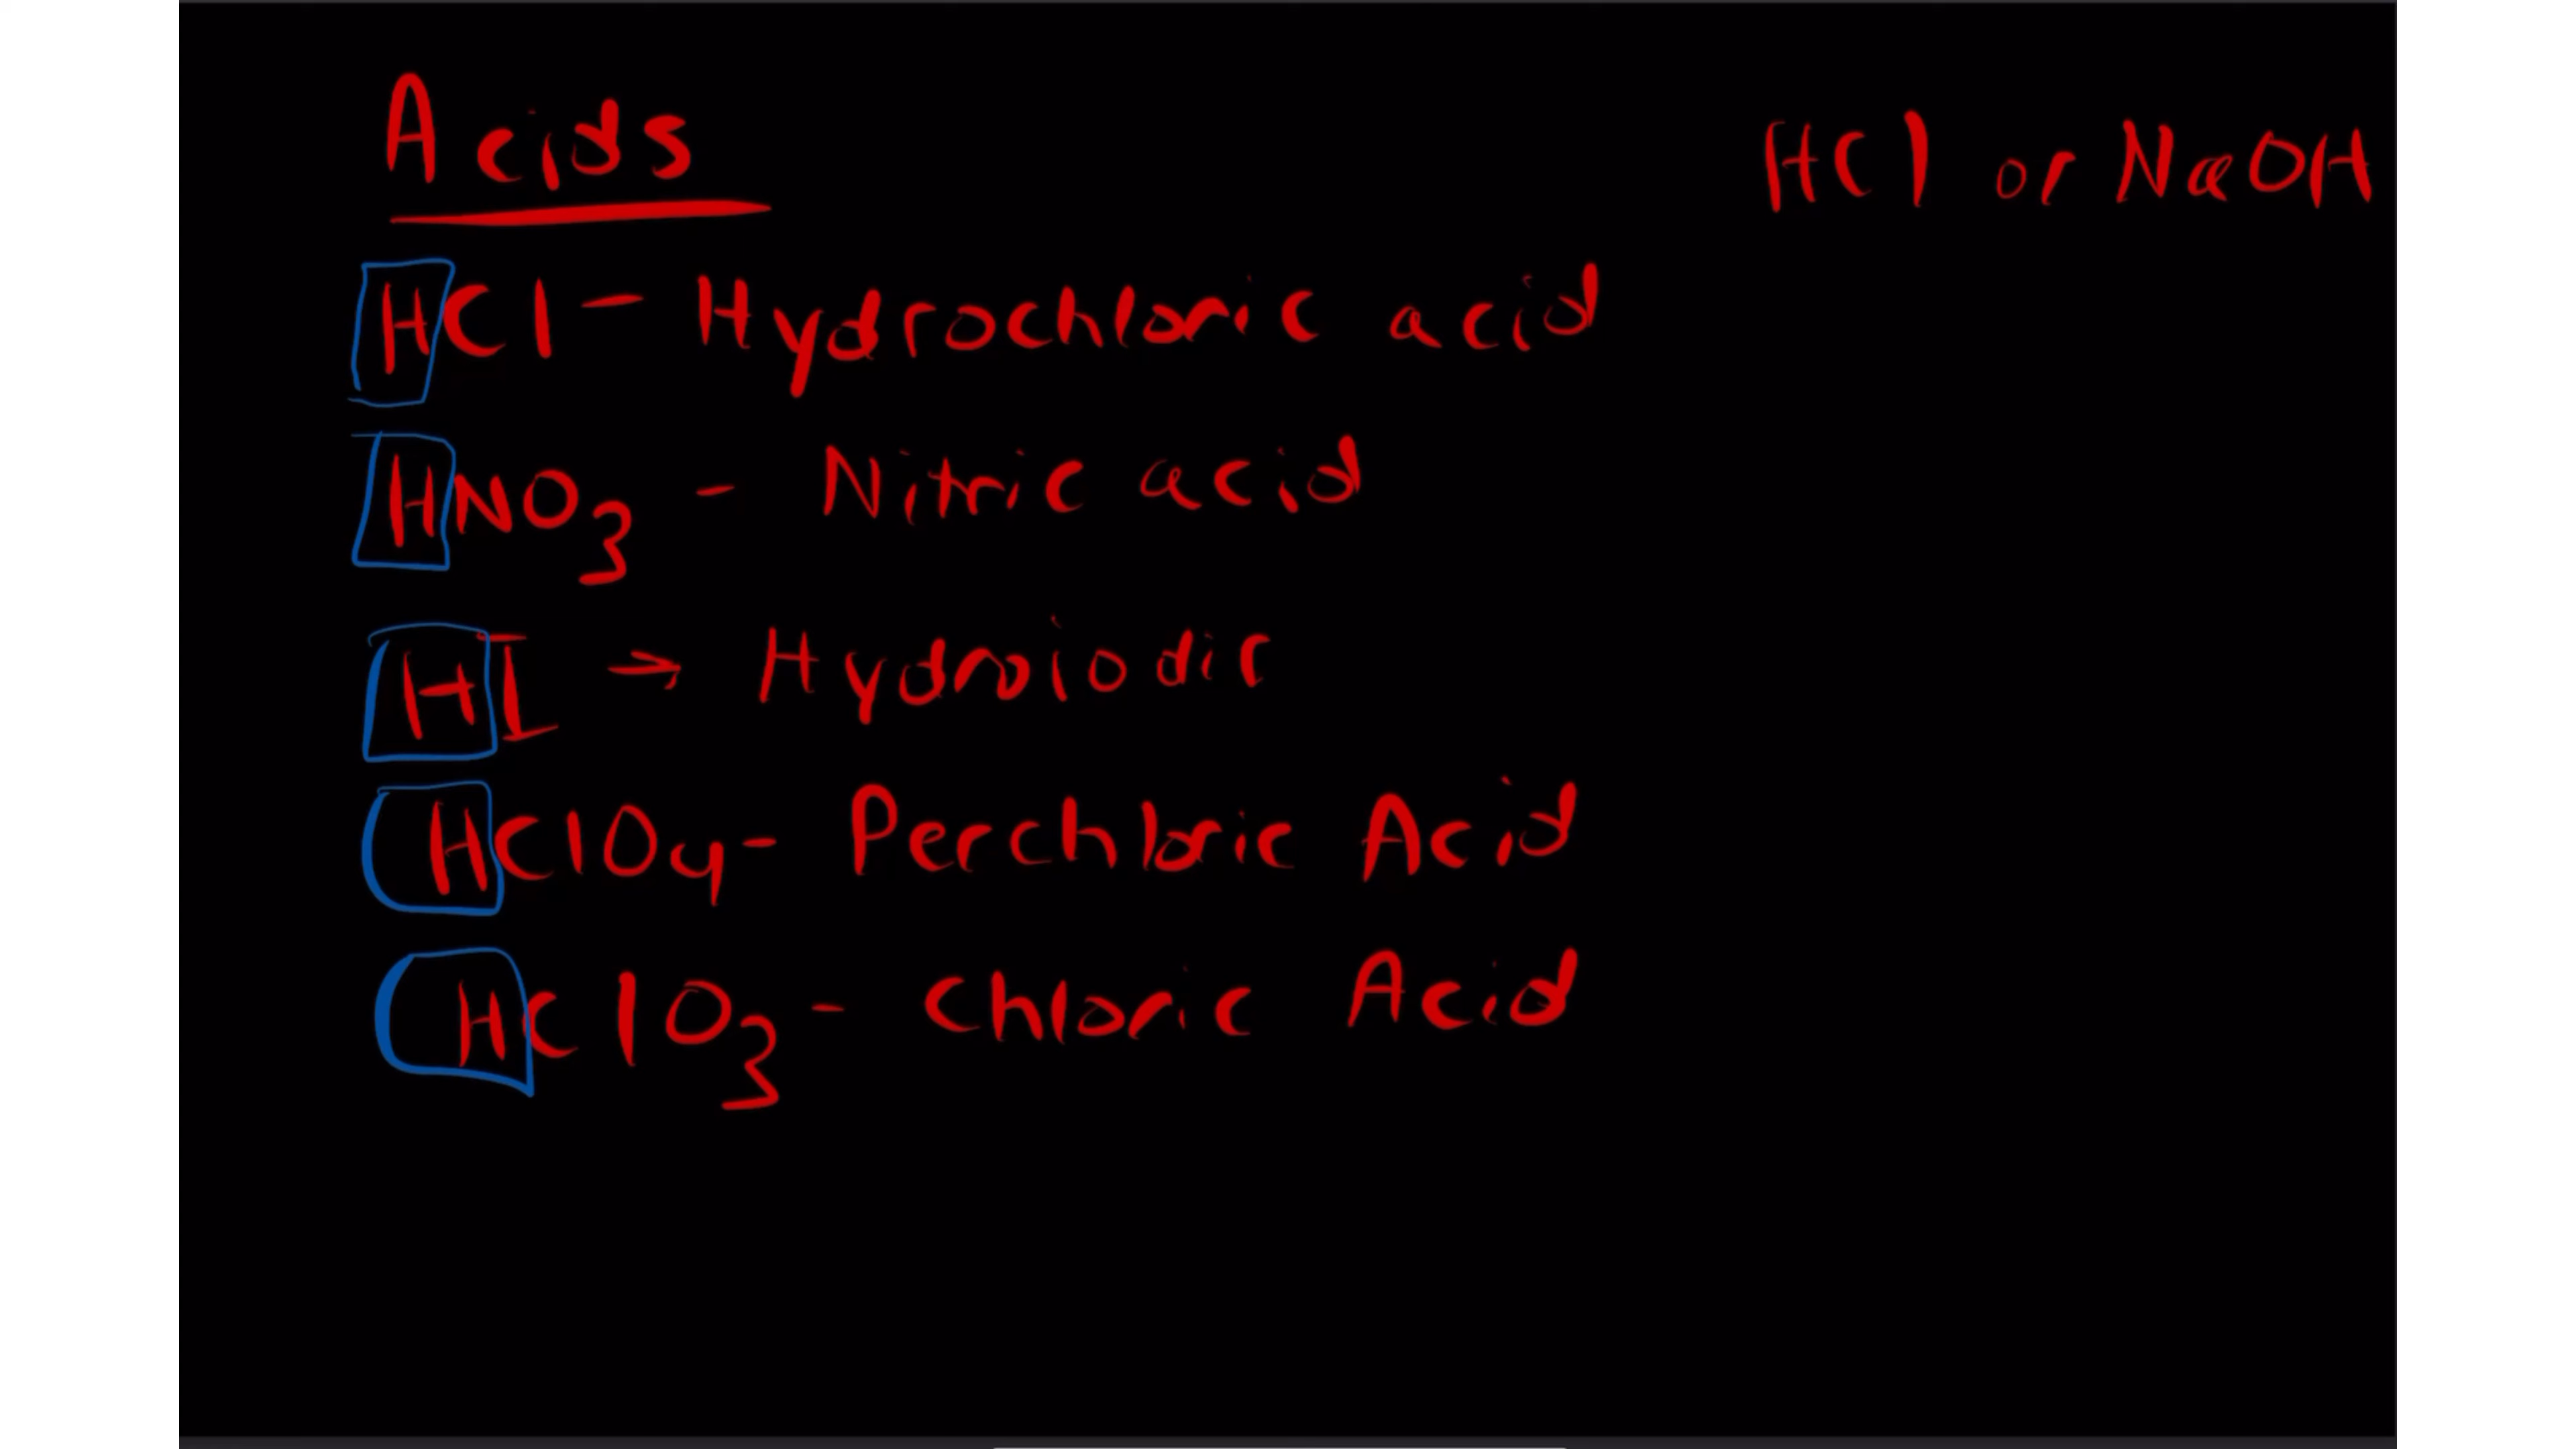 Acids
HCl or NaOH
HCl - Hydrochloric acid
HNO₃ - Nitric acid
HI → Hydroiodic
HClO₄ - Perchloric Acid
HClO₃ - Chloric Acid